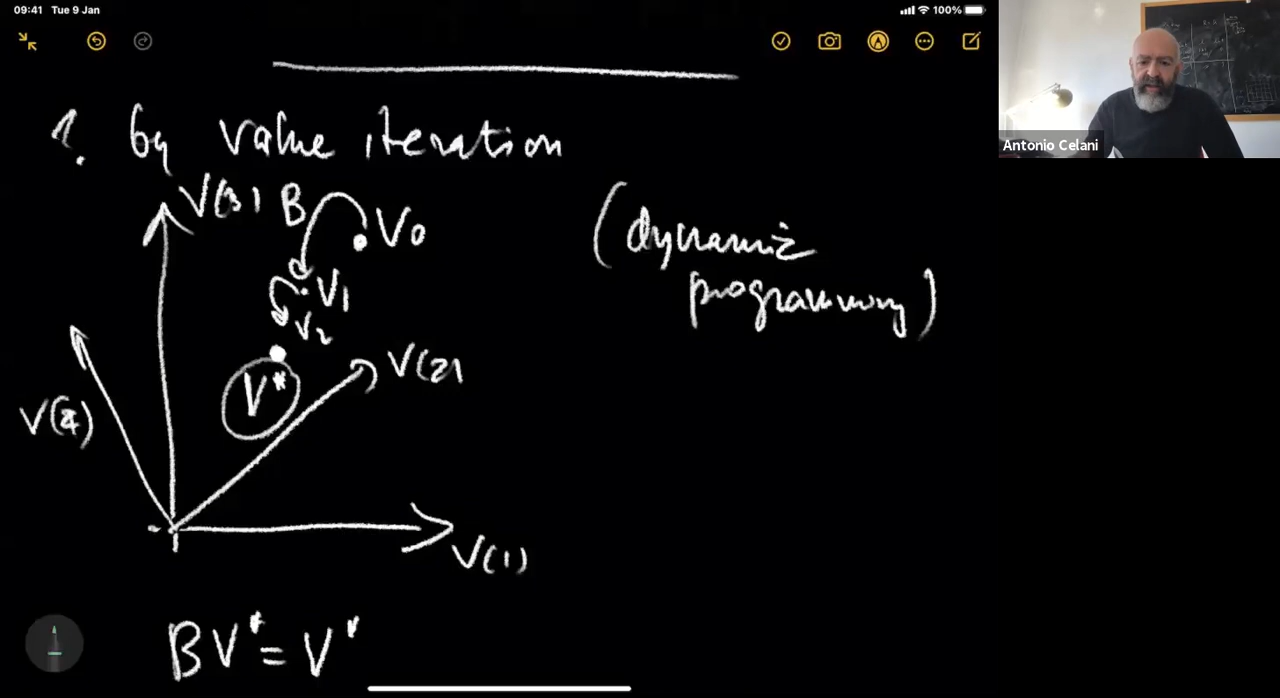 09:41 Tue 9 Jan
100%
Antonio Celani
1. by value iteration
V(3) B V0
V1
V2
V*
V(2)
V(4)
V(1)
(dynamic
programming)
BV* = V*